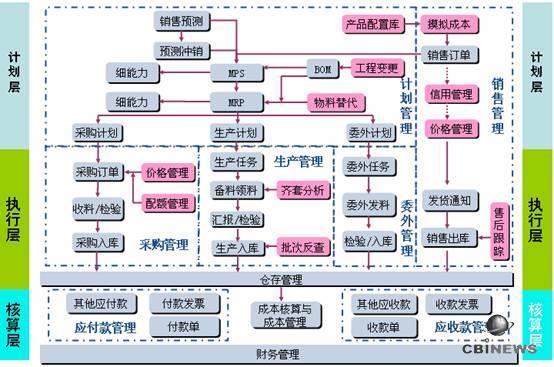 计划层
执行层
核算层
销售预测
预测冲销
细能力
MPS
BOM
工程变更
细能力
MRP
物料替代
采购计划
生产计划
委外计划
计划管理
产品配置库
模拟成本
销售订单
信用管理
价格管理
销售管理
采购订单
价格管理
配额管理
收料/检验
采购入库
采购管理
生产任务
生产管理
备料领料
齐套分析
汇报/检验
生产入库
批次反查
委外任务
委外发料
检验/入库
委外管理
发货通知
销售出库
售后跟踪
仓存管理
其他应付款
付款发票
付款单
应付款管理
成本核算与
成本管理
其他应收款
收款发票
收款单
应收款管理
财务管理
CBINEWS
计划层
执行层
核算层